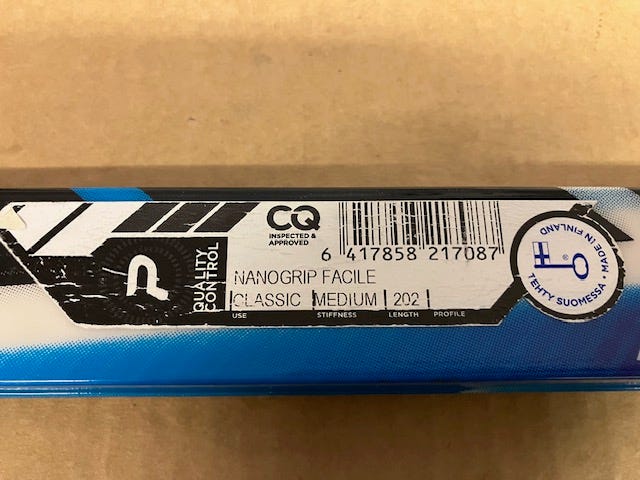 QUALITY
CONTROL
CQ
INSPECTED &
APPROVED
6 417858 217087
NANOGRIP FACILE
CLASSIC MEDIUM 202
USE STIFFNESS LENGTH PROFILE
TEHTY SUOMESSA • MADE IN FINLAND
®